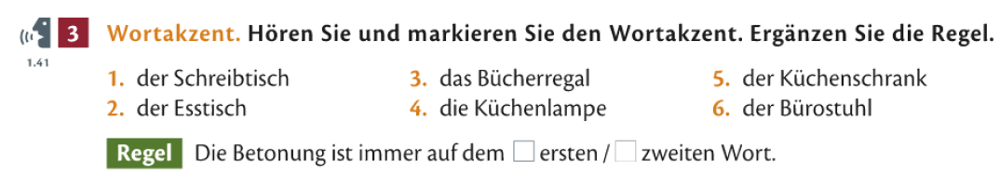 3 Wortakzent. Hören Sie und markieren Sie den Wortakzent. Ergänzen Sie die Regel.
1.41
1. der Schreibtisch 3. das Bücherregal 5. der Küchenschrank
2. der Esstisch 4. die Küchenlampe 6. der Bürostuhl
Regel Die Betonung ist immer auf dem ☐ ersten / ☐ zweiten Wort.